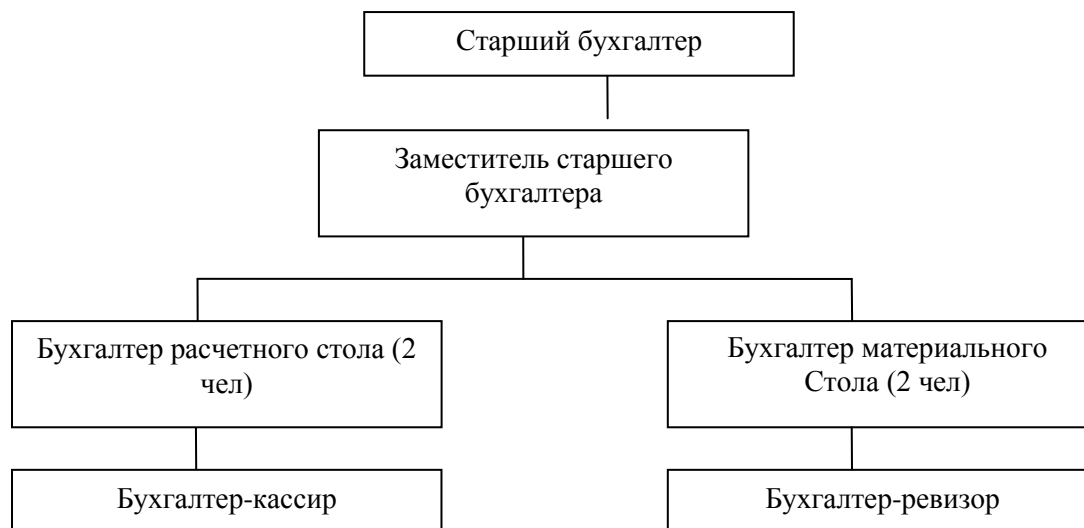 Старший бухгалтер
Заместитель старшего
бухгалтера
Бухгалтер расчетного стола (2
чел)
Бухгалтер материального
Стола (2 чел)
Бухгалтер-кассир
Бухгалтер-ревизор